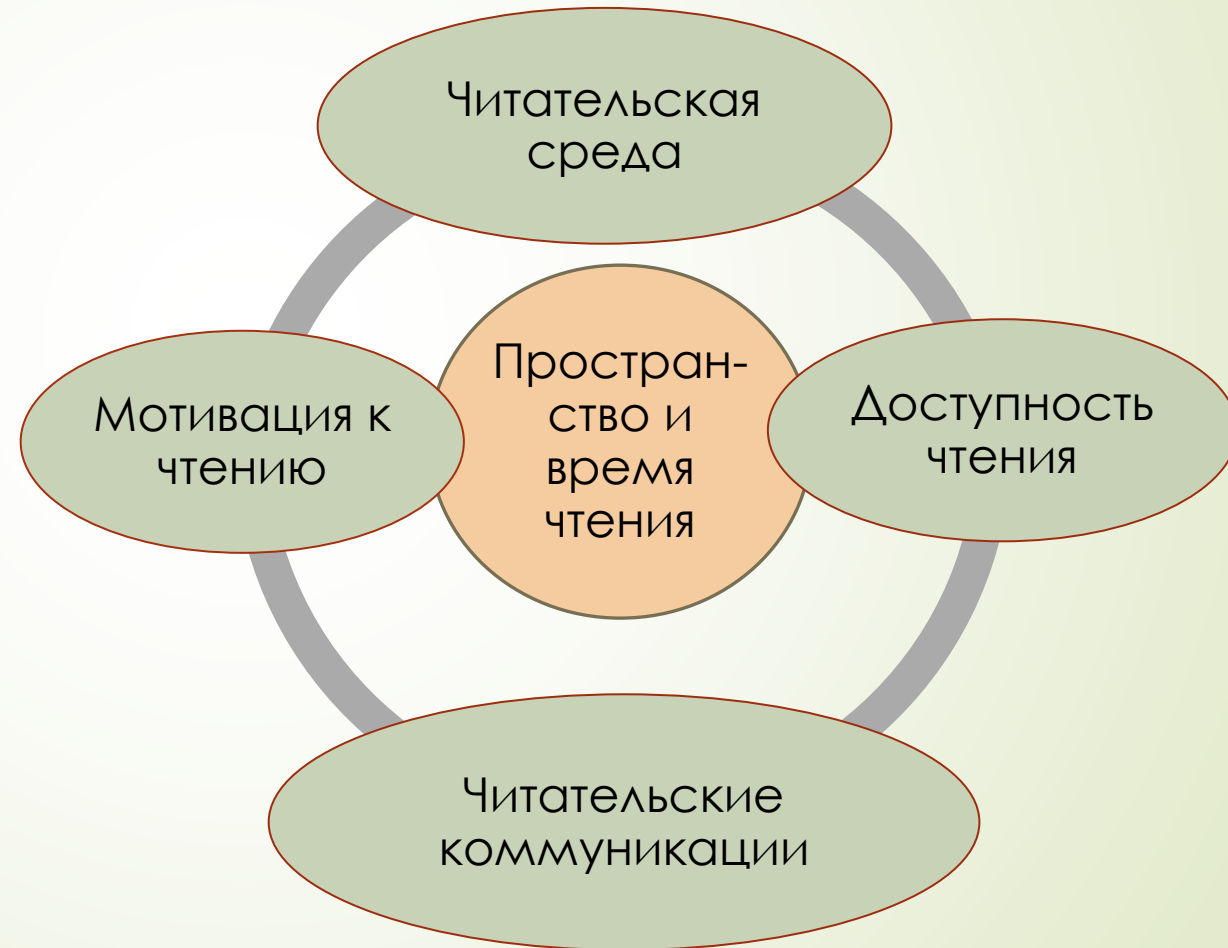 Читательская
среда
Мотивация к
чтению
Простран-
ство и
время
чтения
Доступность
чтения
Читательские
коммуникации